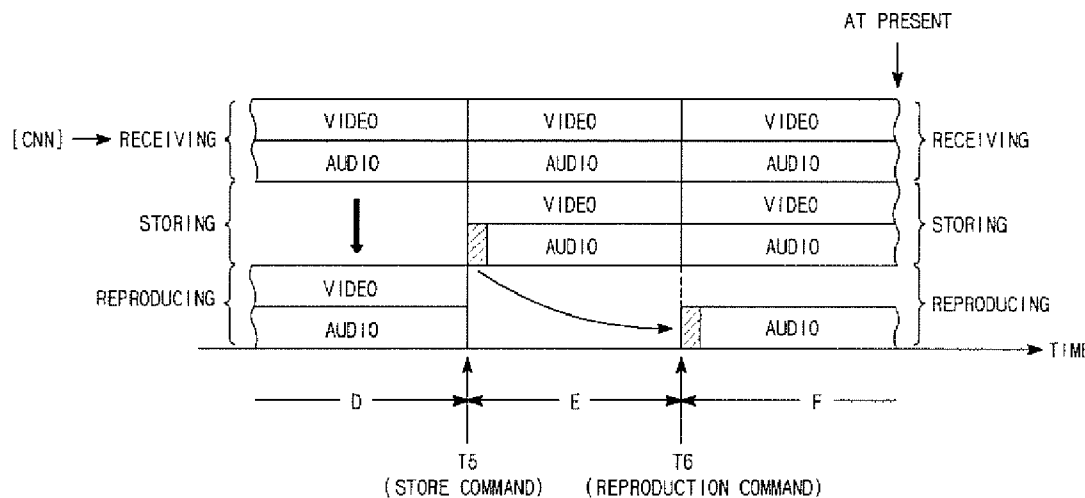 AT PRESENT
VIDEO VIDEO VIDEO
[CNN] RECEIVING RECEIVING
AUDIO AUDIO AUDIO
VIDEO VIDEO
STORING STORING
AUDIO AUDIO
VIDEO
REPRODUCING REPRODUCING
AUDIO AUDIO
TIME
D E F
T5 T6
(STORE COMMAND) (REPRODUCTION COMMAND)